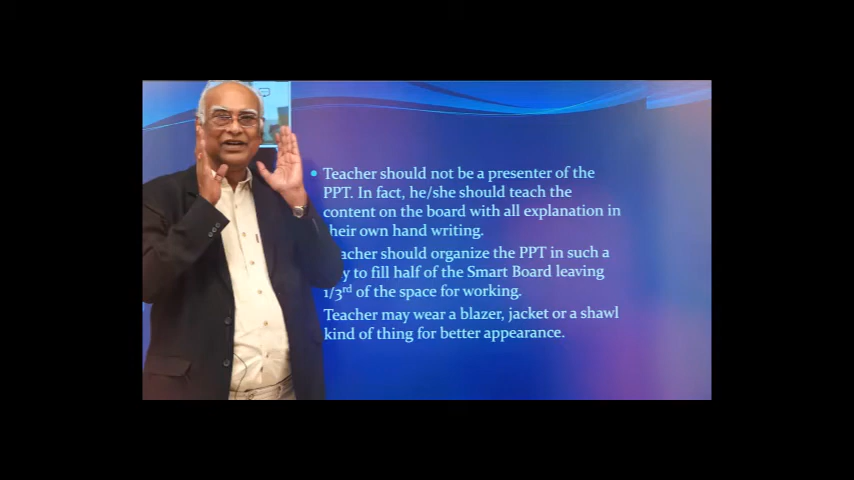 Teacher should not be a presenter of the
PPT. In fact, he/she should teach the
content on the board with all explanation in
their own hand writing.
should organize the PPT in such a
to fill half of the Smart Board leaving
1/3rd of the space for working.
Teacher may wear a blazer, jacket or a shawl
kind of thing for better appearance.